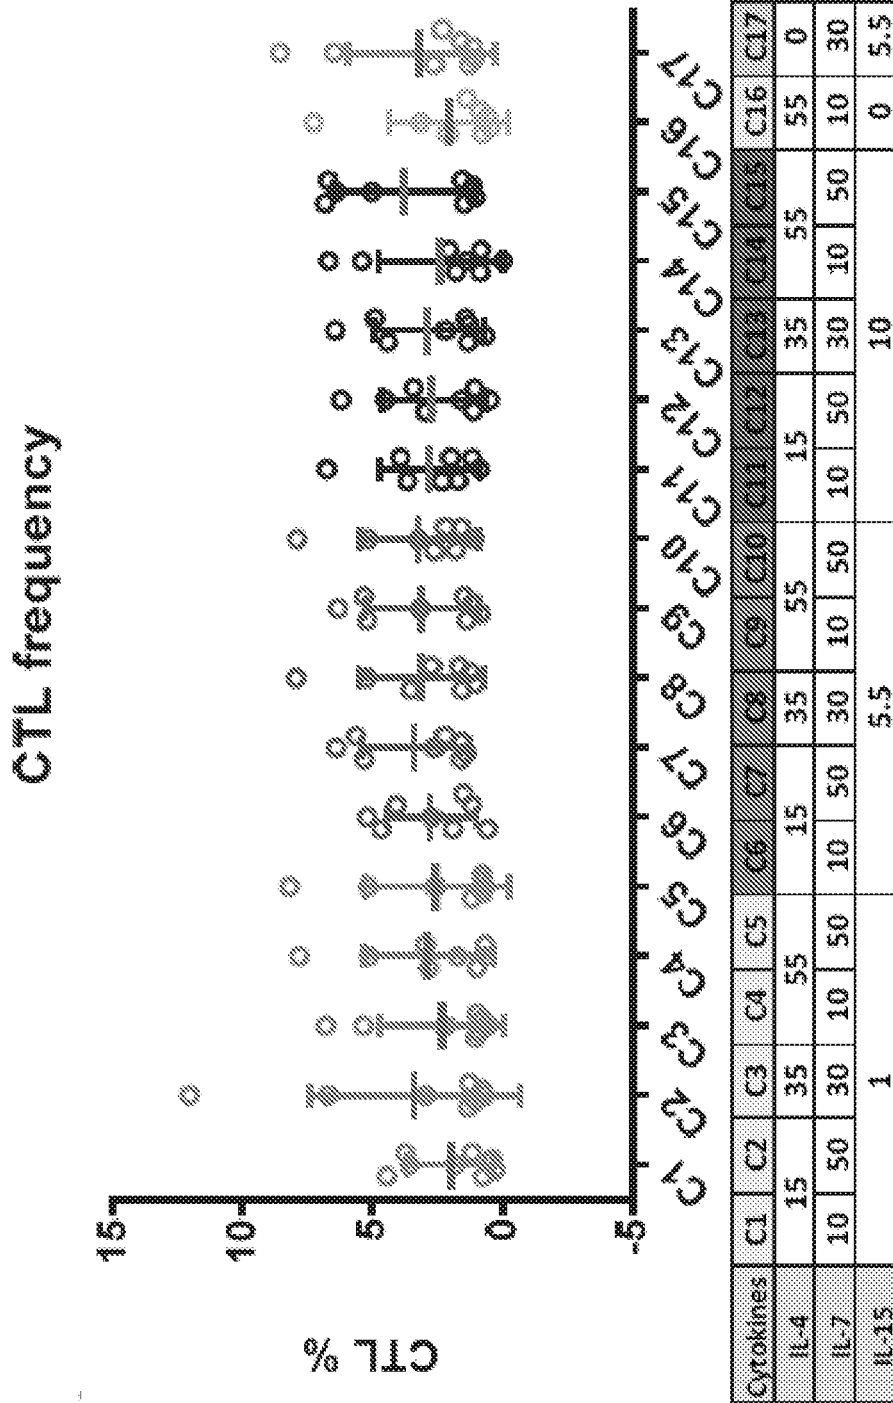 CTL frequency
CTL %
15
10
5
0
-5
C1 C2 C3 C4 C5 C6 C7 C8 C9 C10 C11 C12 C13 C14 C15 C16 C17
Cytokines C1 C2 C3 C4 C5 C6 C7 C8 C9 C10 C11 C12 C13 C14 C15 C16 C17
IL-4 15 35 55 15 35 55 15 35 55 55 0
IL-7 10 50 30 10 50 10 50 30 10 50 10 50 30 10 50 10 30
IL-15 1 5.5 10 0 5.5